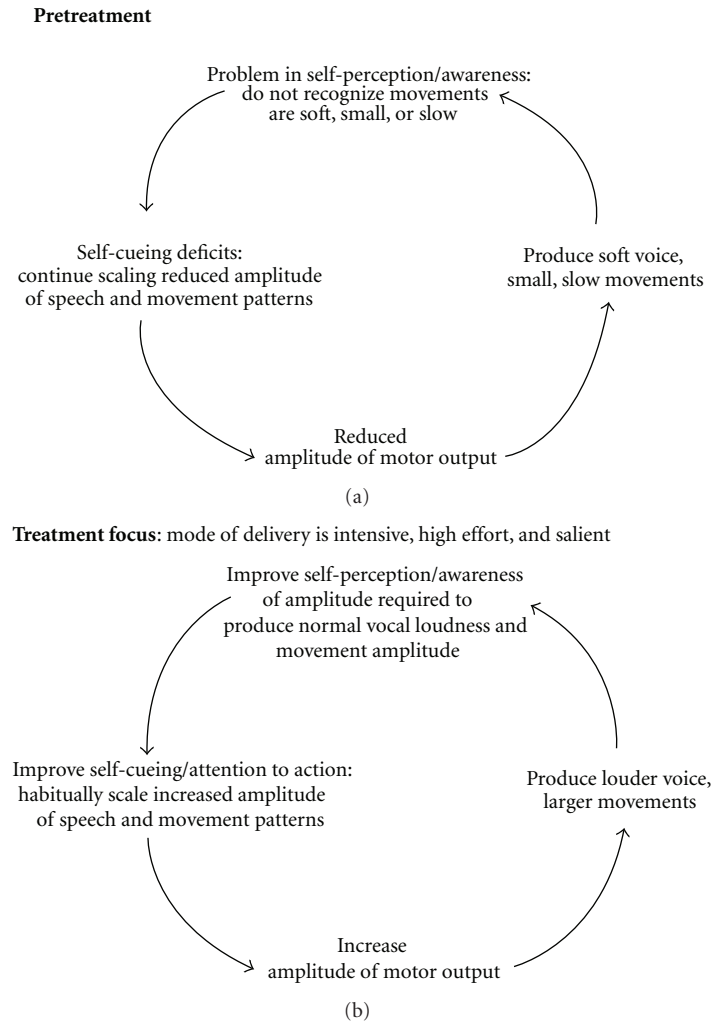 Pretreatment
Problem in self-perception/awareness:
do not recognize movements
are soft, small, or slow
Self-cueing deficits:
continue scaling reduced amplitude
of speech and movement patterns
Produce soft voice,
small, slow movements
Reduced
amplitude of motor output
(a)
Treatment focus: mode of delivery is intensive, high effort, and salient
Improve self-perception/awareness
of amplitude required to
produce normal vocal loudness and
movement amplitude
Improve self-cueing/attention to action:
habitually scale increased amplitude
of speech and movement patterns
Produce louder voice,
larger movements
Increase
amplitude of motor output
(b)